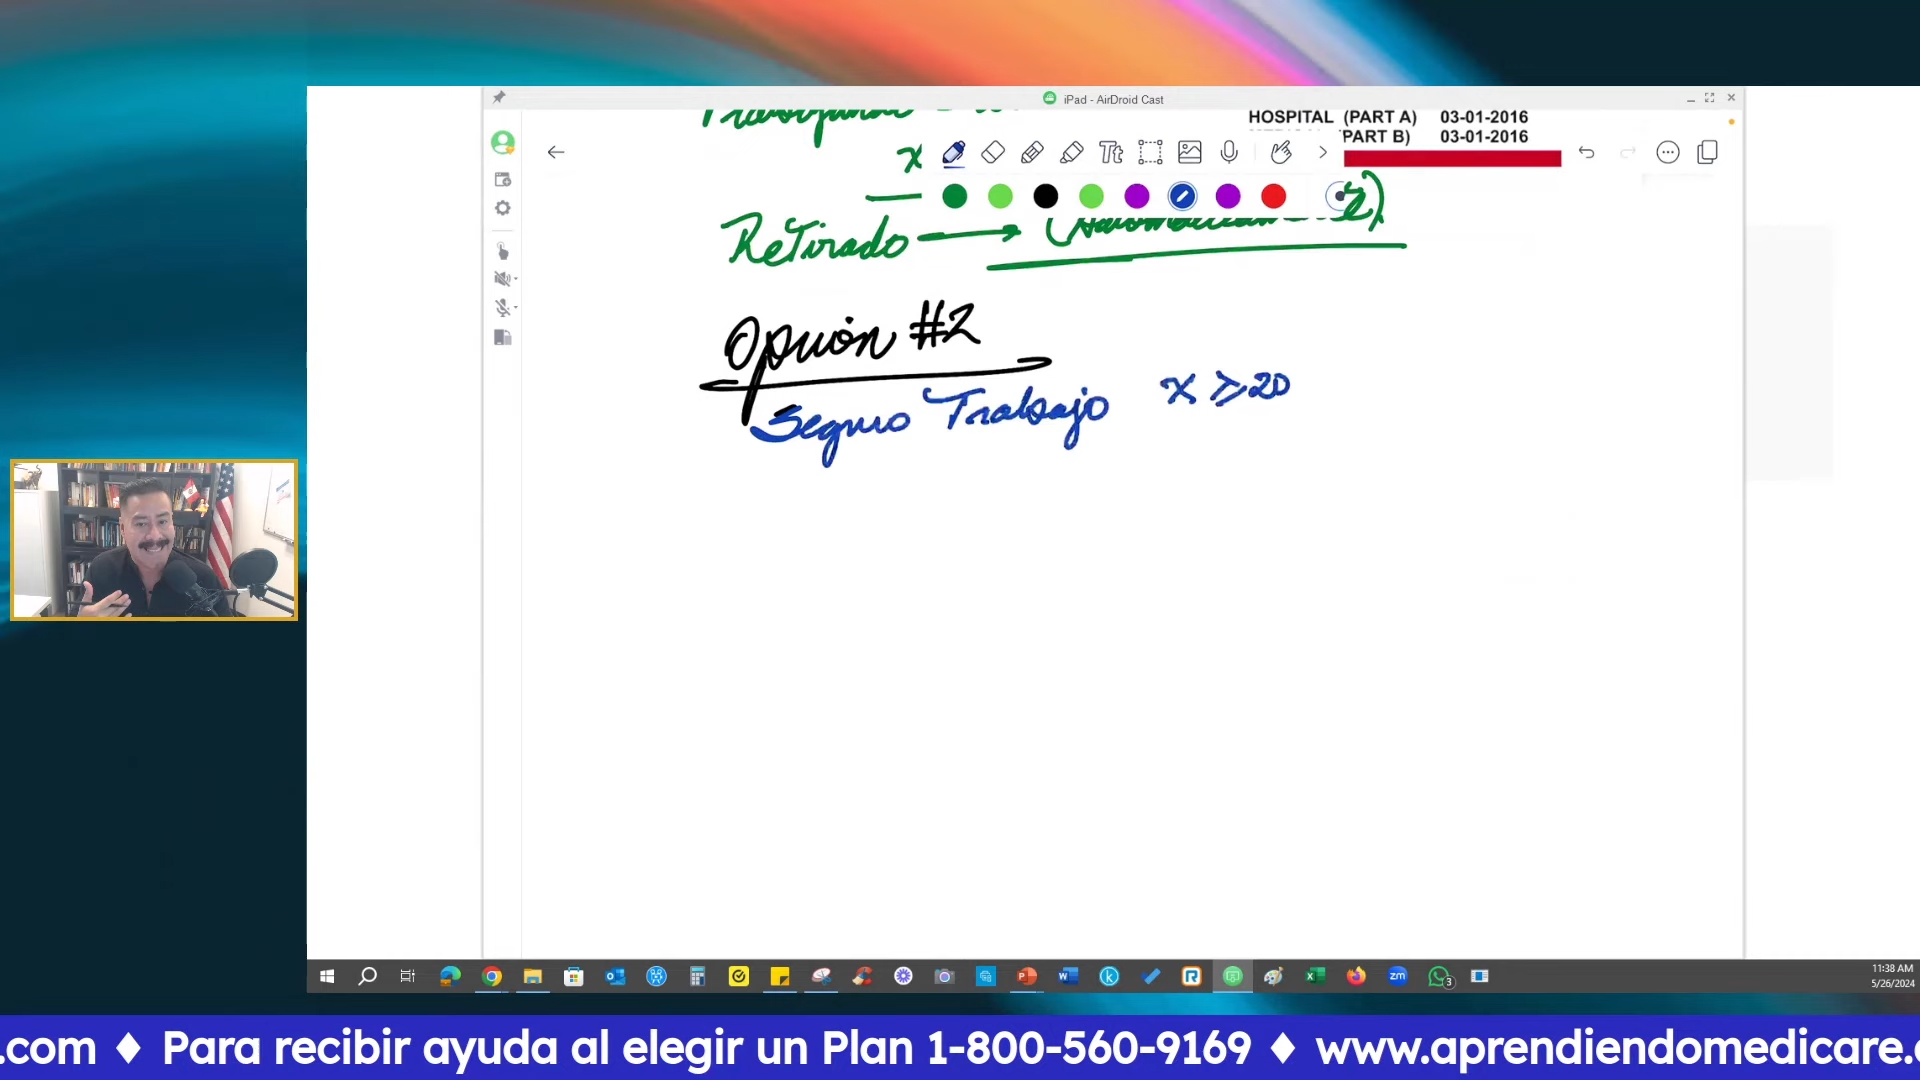 iPad - AirDroid Cast
HOSPITAL (PART A) 03-01-2016
PART B) 03-01-2016
x
Tt
Retirado →
Opción #2
Seguro Trabajo x ≥ 20
11:38 AM
5/26/2024
.com ♦ Para recibir ayuda al elegir un Plan 1-800-560-9169 ♦ www.aprendiendomedicare.c